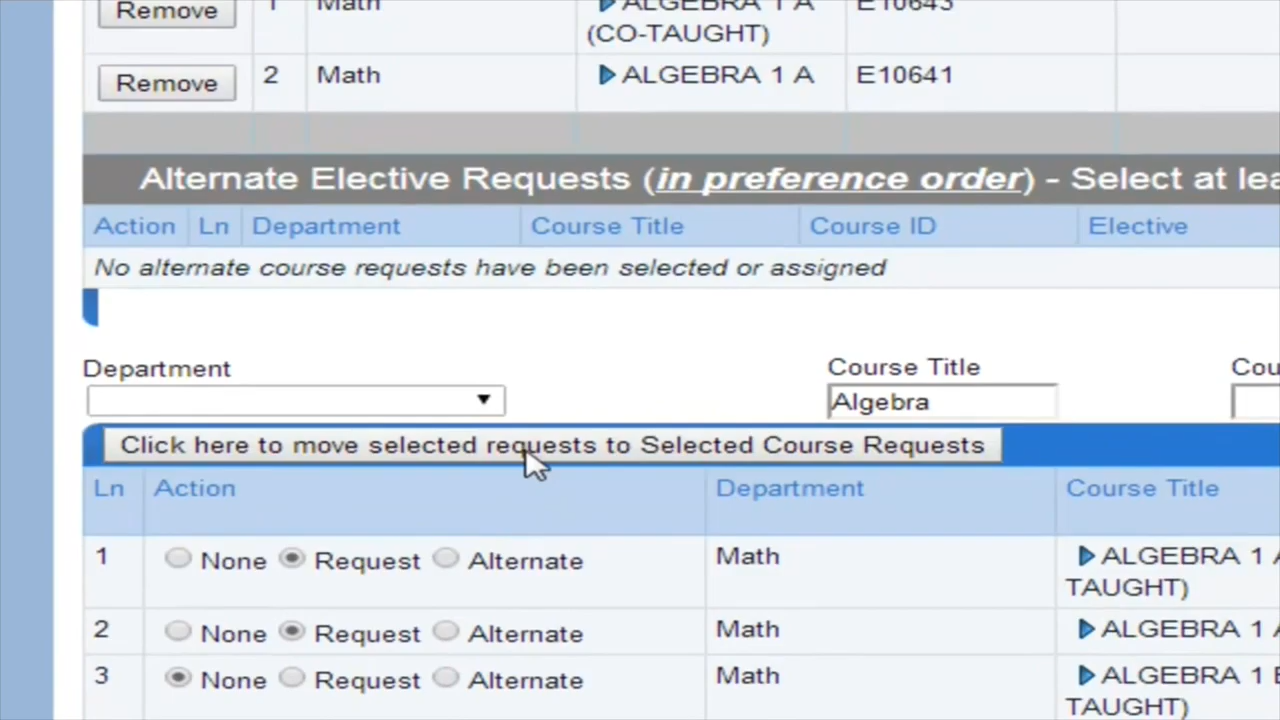 Remove 1 Math ALGEBRA 1 A E10643
(CO-TAUGHT)
Remove 2 Math ALGEBRA 1 A E10641
Alternate Elective Requests (in preference order) - Select at lea
Action Ln Department Course Title Course ID Elective
No alternate course requests have been selected or assigned
Department Course Title Cou
Algebra
Click here to move selected requests to Selected Course Requests
Ln Action Department Course Title
1 None Request Alternate Math ALGEBRA 1 A
TAUGHT)
2 None Request Alternate Math ALGEBRA 1 A
3 None Request Alternate Math ALGEBRA 1 B
TAUGHT)